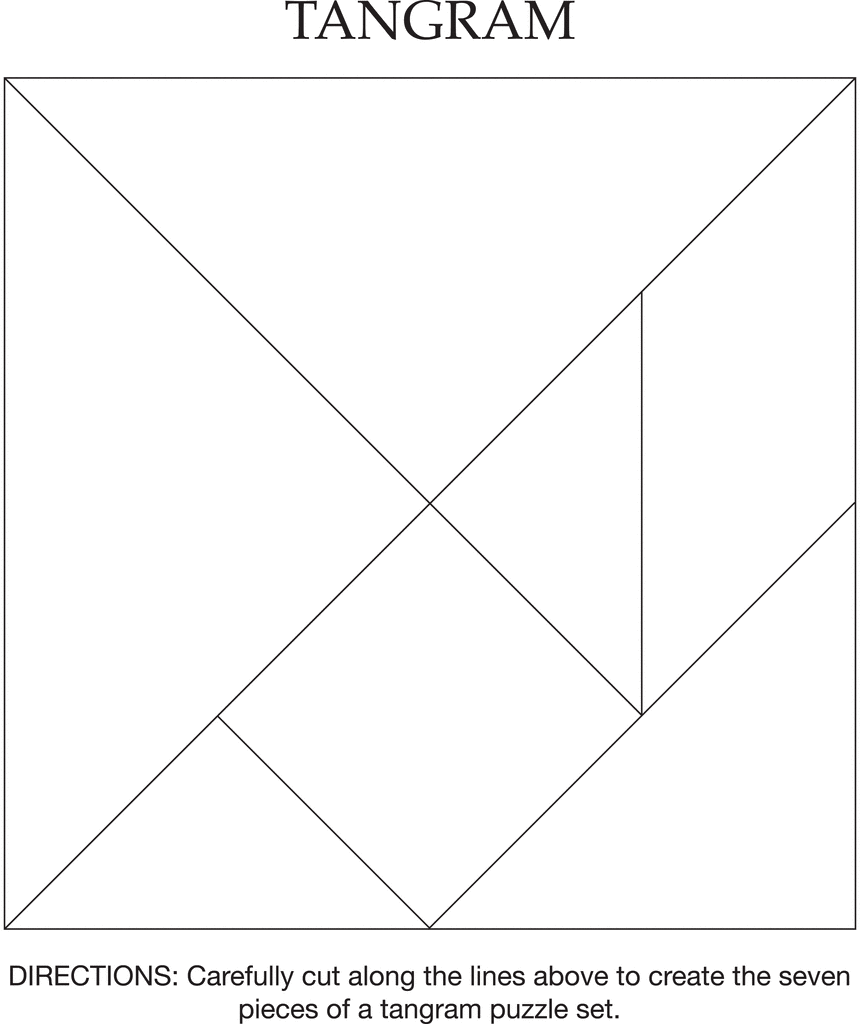 TANGRAM
DIRECTIONS: Carefully cut along the lines above to create the seven
pieces of a tangram puzzle set.